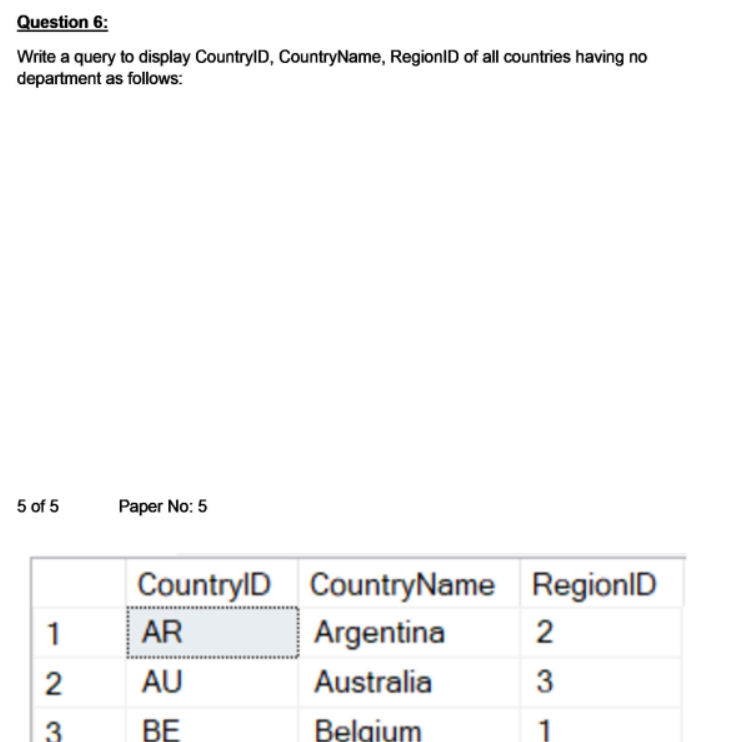 Question 6:
Write a query to display CountryID, CountryName, RegionID of all countries having no
department as follows:
5 of 5 Paper No: 5
CountryID CountryName RegionID
1 AR Argentina 2
2 AU Australia 3
3 BE Belgium 1